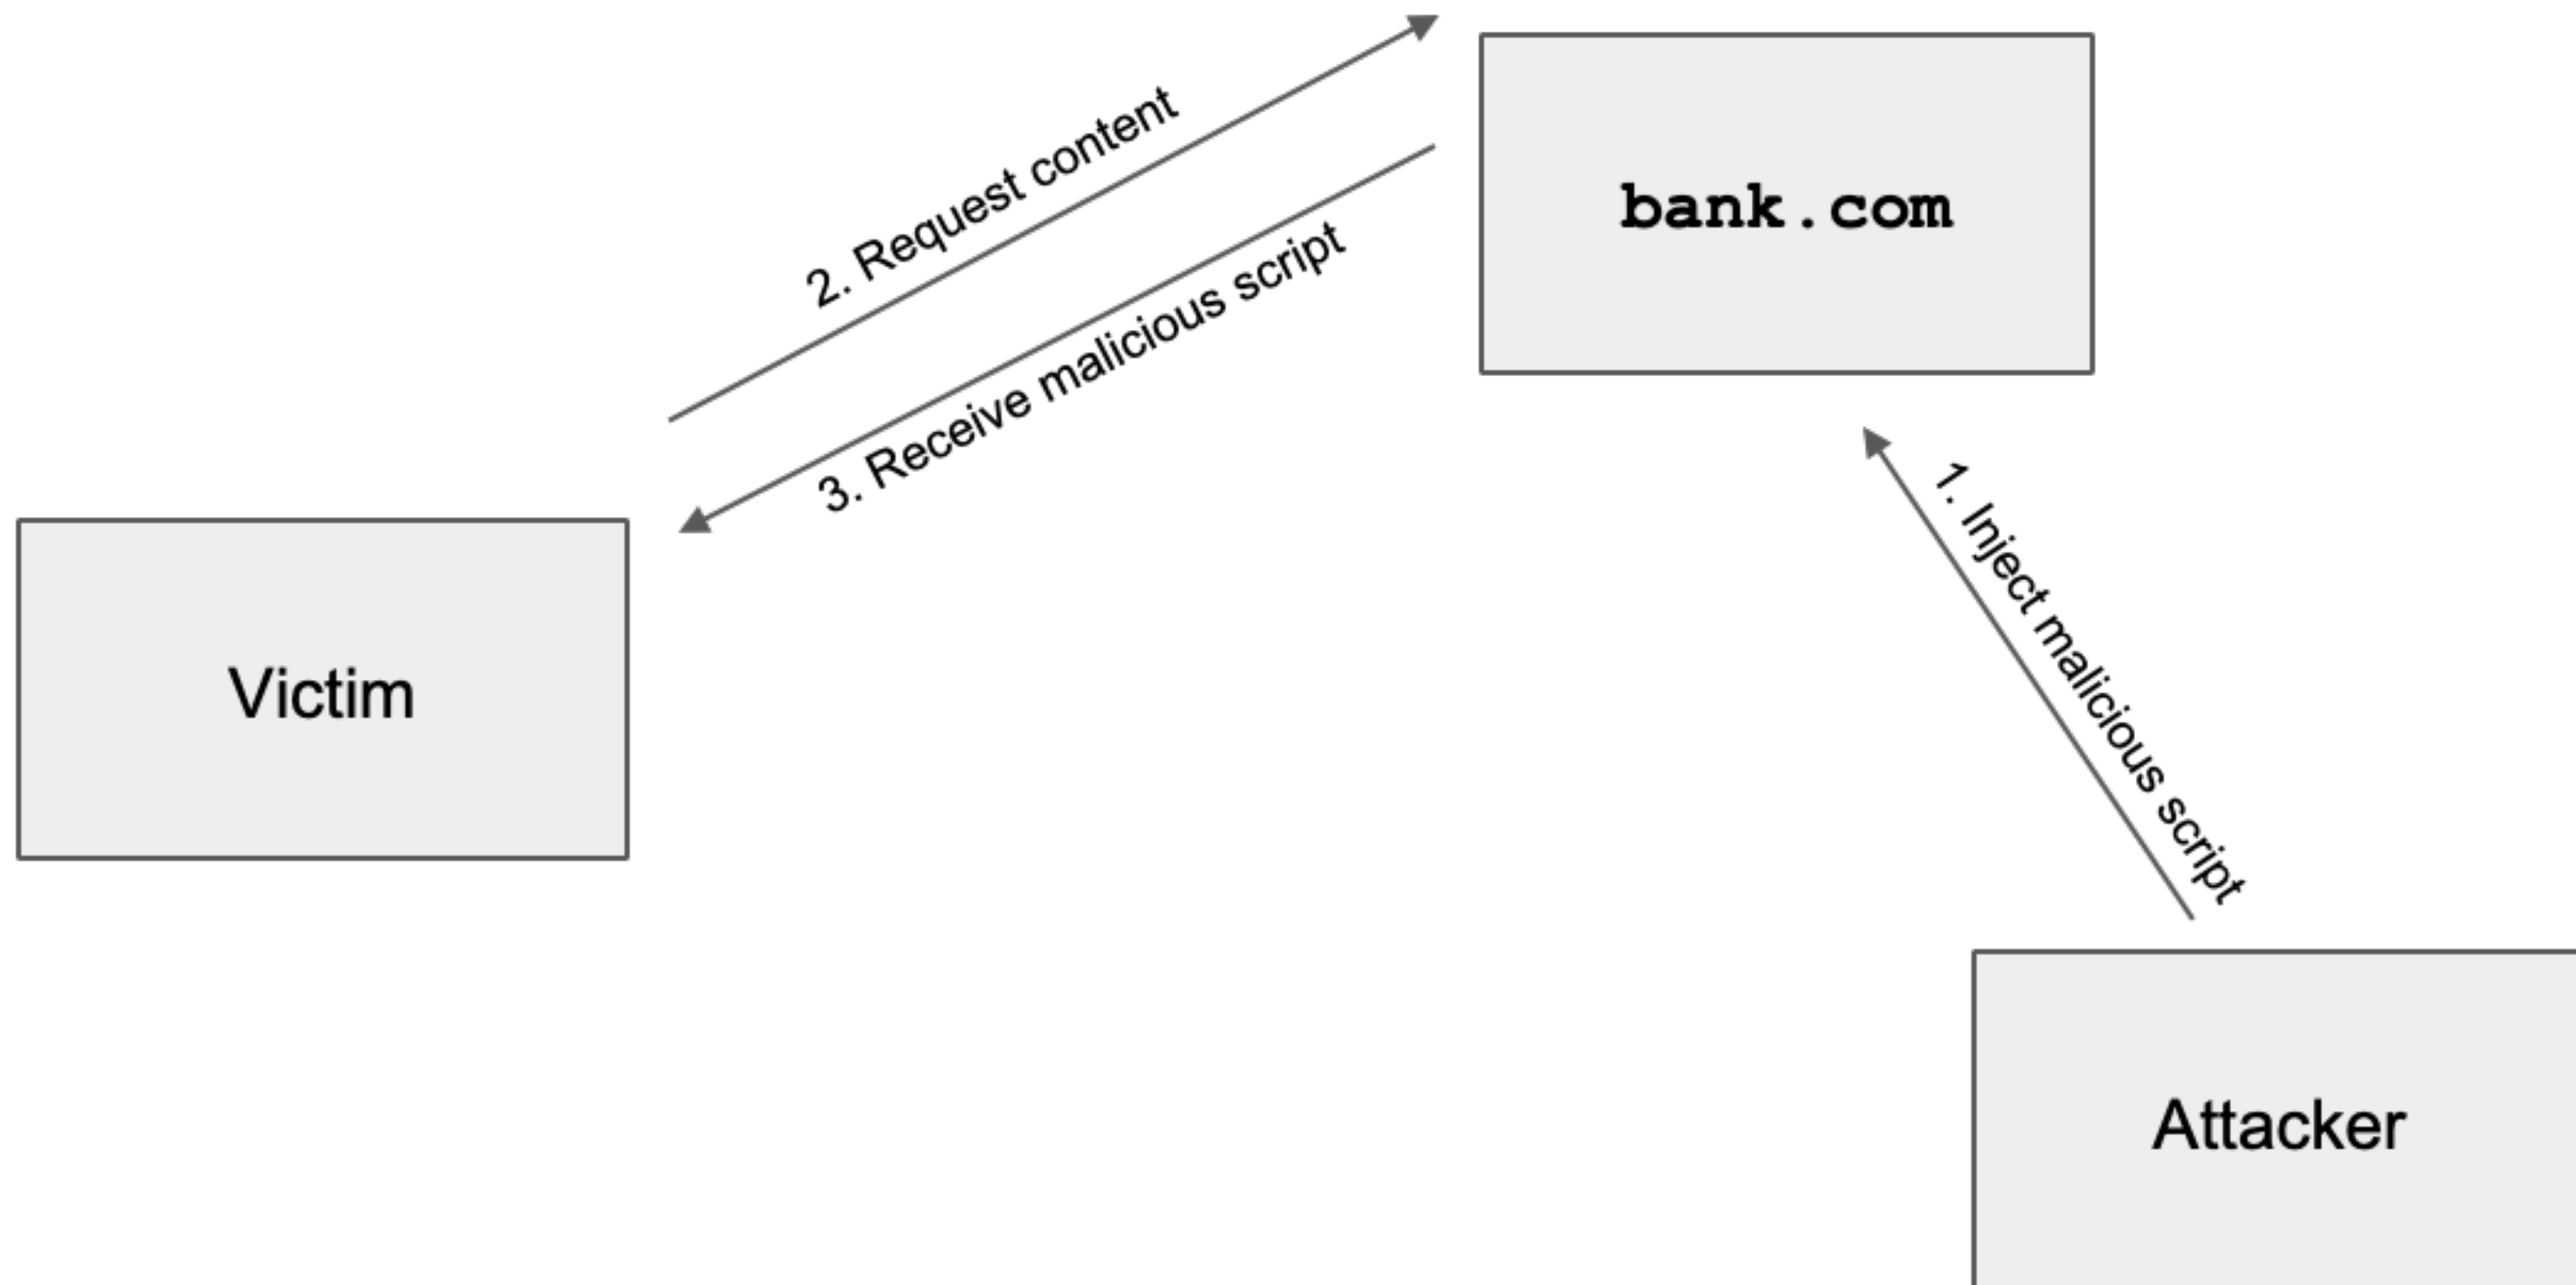 2. Request content
bank.com
3. Receive malicious script
1. Inject malicious script
Victim
Attacker